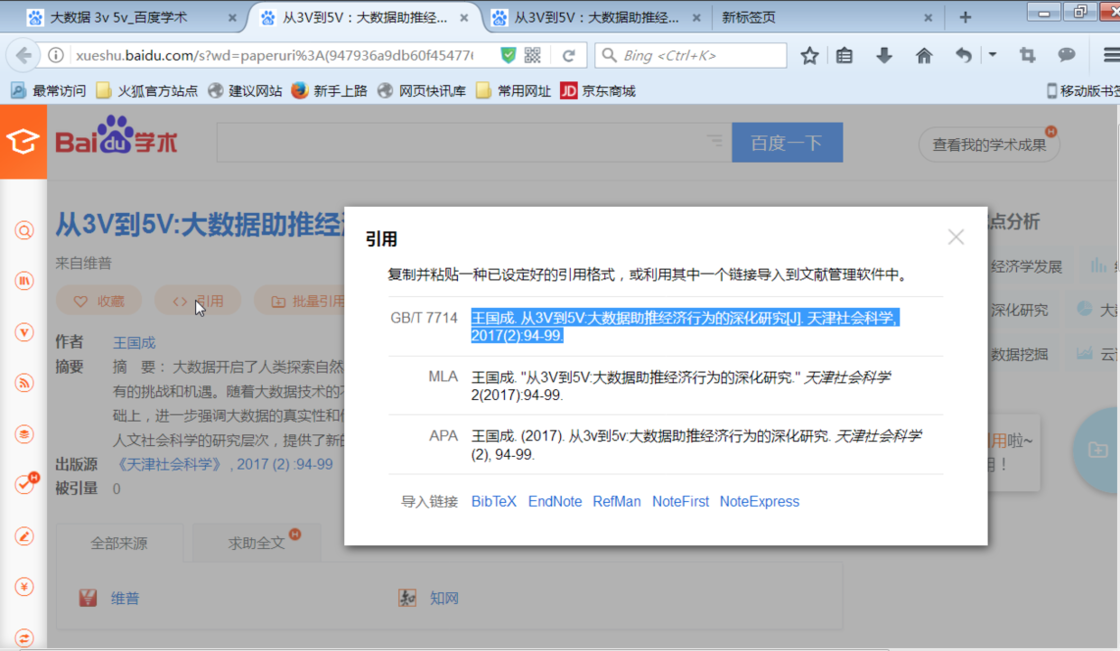 大数据 3v 5v_百度学术
从3V到5V：大数据助推经...
从3V到5V：大数据助推经...
新标签页
xueshu.baidu.com/s?wd=paperuri%3A(947936a9db60f45477
Bing <Ctrl+K>
最常访问
火狐官方站点
建议网站
新手上路
网页快讯库
常用网址
JD 京东商城
移动版书签
Baidu学术
百度一下
查看我的学术成果
H
从3V到5V:大数据助推经
点分析
来自维普
收藏
引用
批量引用
经济学发展
深化研究
数据挖掘
作者 王国成
摘要 摘 要：大数据开启了人类探索自然
有的挑战和机遇。随着大数据技术的
础上，进一步强调大数据的真实性和
人文社会科学的研究层次，提供了新的
出版源 《天津社会科学》, 2017 (2) :94-99
被引量 0
引用
复制并粘贴一种已设定好的引用格式，或利用其中一个链接导入到文献管理软件中。
GB/T 7714 王国成. 从3V到5V:大数据助推经济行为的深化研究[J]. 天津社会科学,
2017(2):94-99.
MLA 王国成. "从3V到5V:大数据助推经济行为的深化研究." 天津社会科学
2(2017):94-99.
APA 王国成. (2017). 从3v到5v:大数据助推经济行为的深化研究. 天津社会科学
(2), 94-99.
导入链接 BibTeX EndNote RefMan NoteFirst NoteExpress
用啦~
！
全部来源
求助全文
H
维普
知网